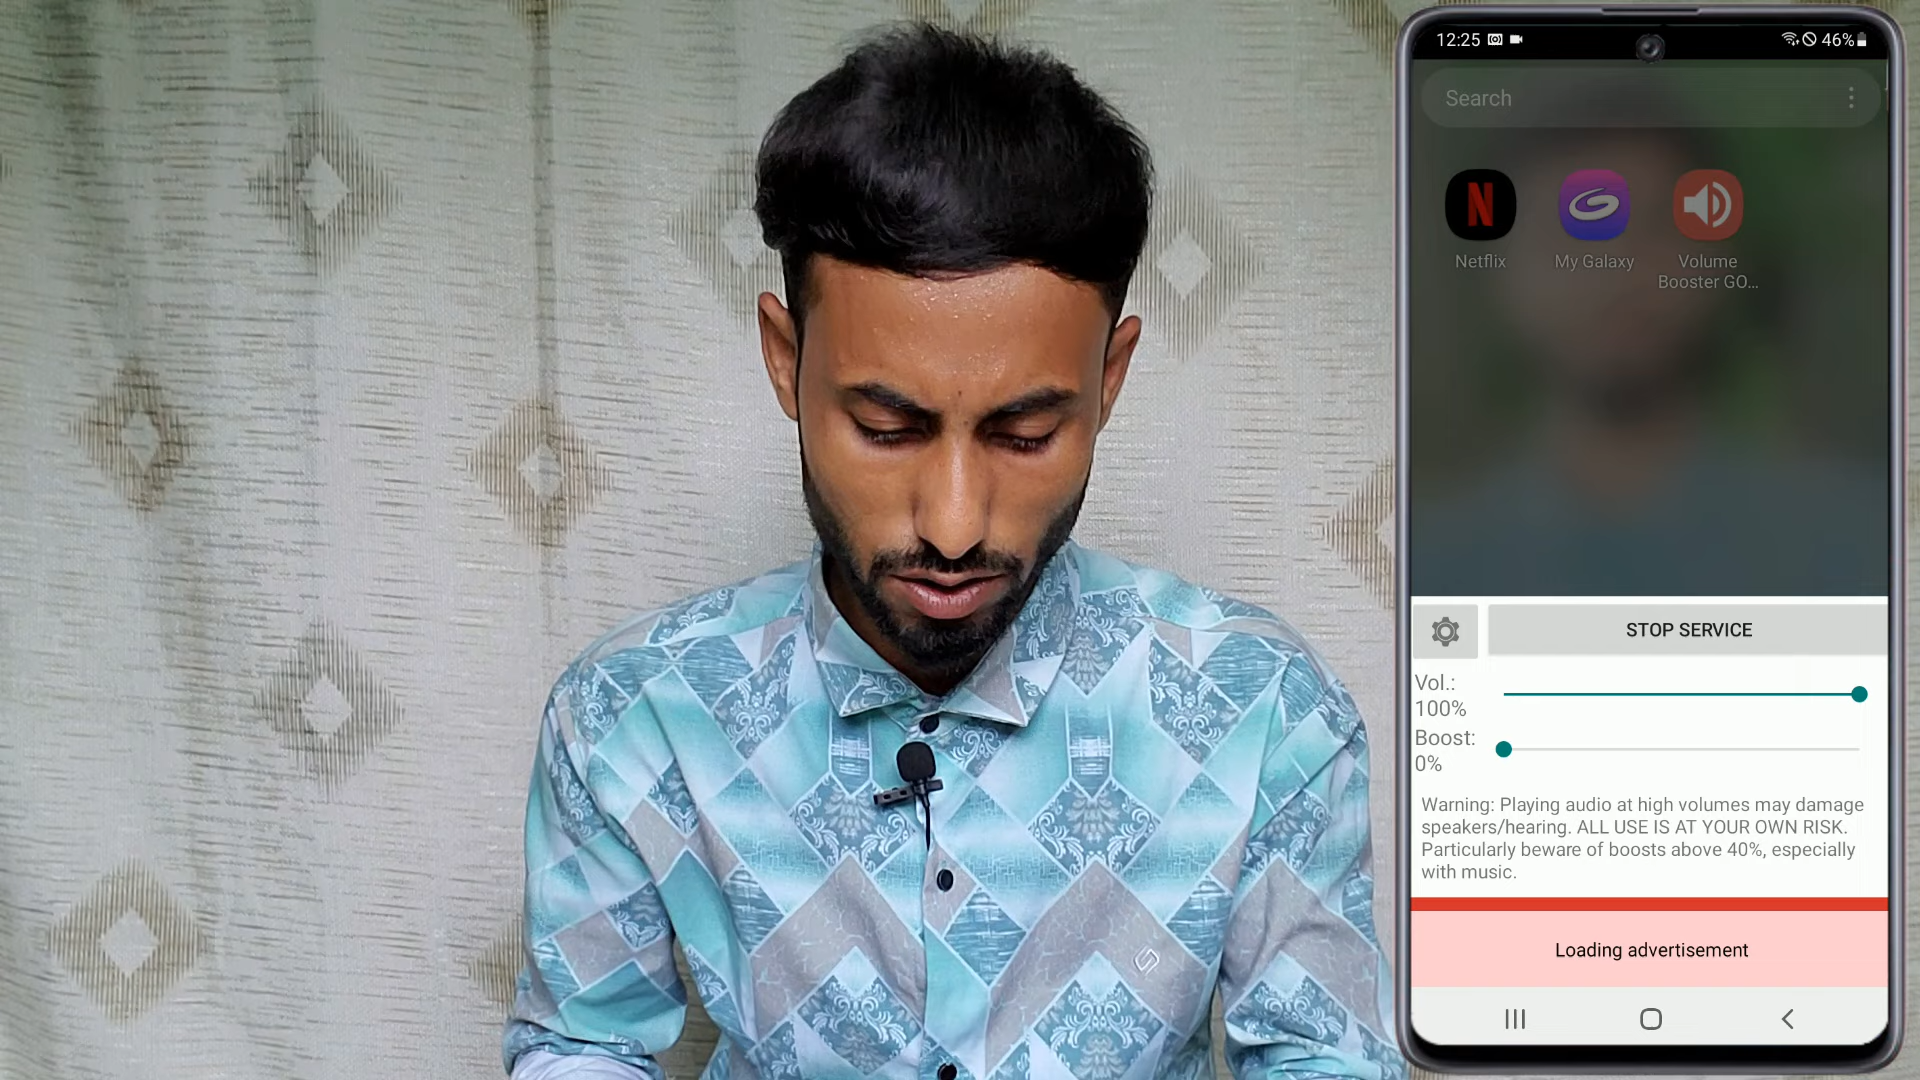 12:25
46%
Search
N
Netflix
My Galaxy
Volume
Booster GO...
STOP SERVICE
Vol.:
100%
Boost:
0%
Warning: Playing audio at high volumes may damage
speakers/hearing. ALL USE IS AT YOUR OWN RISK.
Particularly beware of boosts above 40%, especially
with music.
Loading advertisement